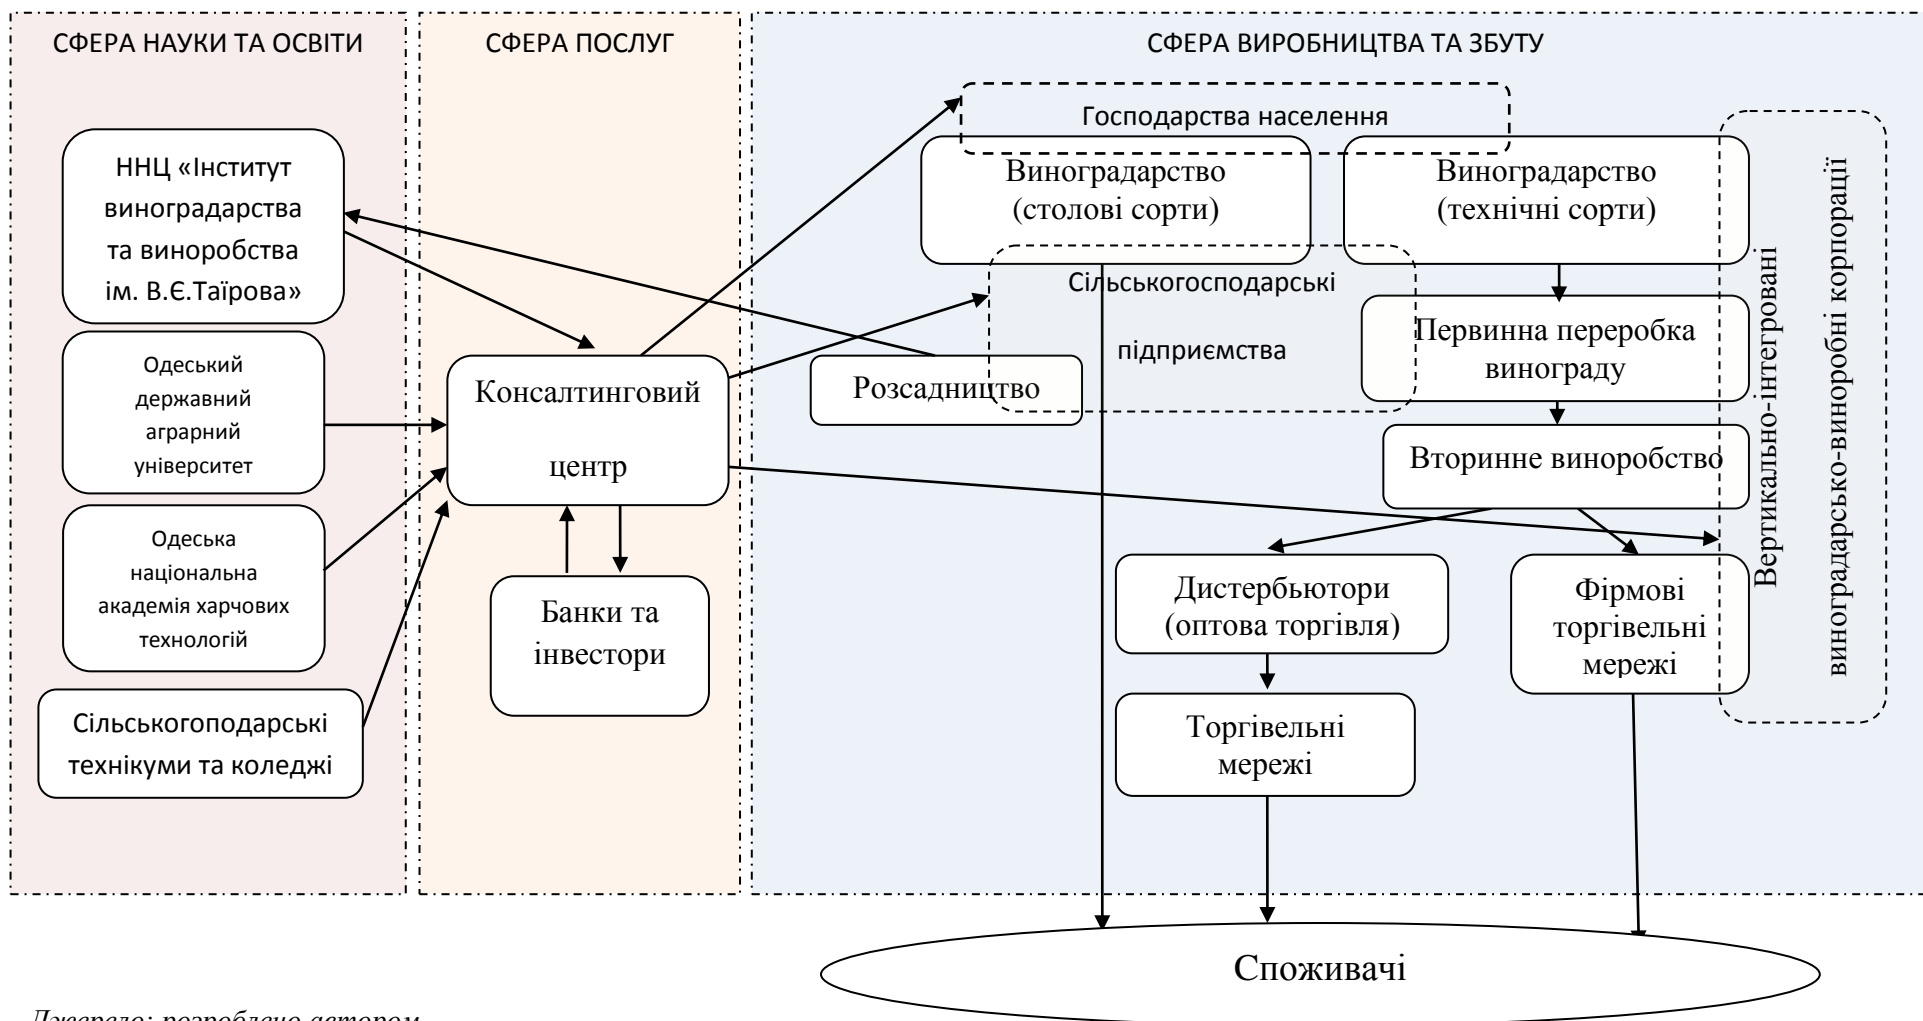 СФЕРА НАУКИ ТА ОСВІТИ
ННЦ «Інститут
виноградарства
та виноробства
ім. В.Є.Таїрова»
Одеський
державний
аграрний
університет
Одеська
національна
академія харчових
технологій
Сільськогоподарські
технікуми та коледжі
СФЕРА ПОСЛУГ
Консалтинговий
центр
Банки та
інвестори
СФЕРА ВИРОБНИЦТВА ТА ЗБУТУ
Господарства населення
Виноградарство
(столові сорти)
Виноградарство
(технічні сорти)
Сільськогосподарські
підприємства
Розсадництво
Первинна переробка
винограду
Вторинне виноробство
Дистербьютори
(оптова торгівля)
Фірмові
торгівельні
мережі
Торгівельні
мережі
Вертикально-інтегровані
виноградарсько-виноробні корпорації
Споживачі
Джерело: розроблено автором